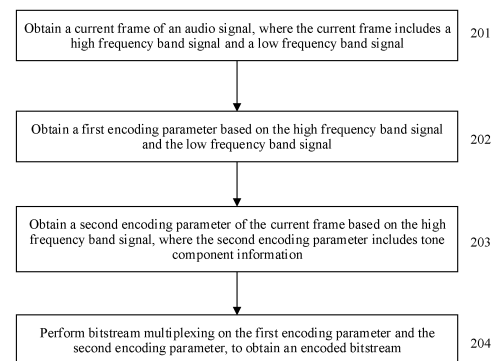 Obtain a current frame of an audio signal, where the current frame includes a
high frequency band signal and a low frequency band signal
201
Obtain a first encoding parameter based on the high frequency band signal
and the low frequency band signal
202
Obtain a second encoding parameter of the current frame based on the high
frequency band signal, where the second encoding parameter includes tone
component information
203
Perform bitstream multiplexing on the first encoding parameter and the
second encoding parameter, to obtain an encoded bitstream
204